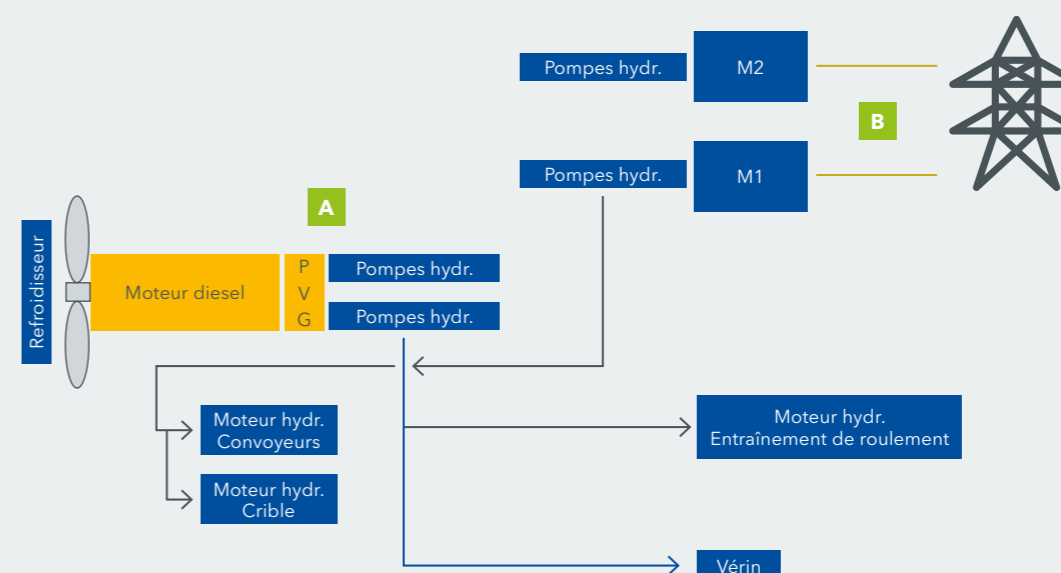 Pompes hydr.
M2
B
Pompes hydr.
M1
A
Refroidisseur
Moteur diesel
P
V
G
Pompes hydr.
Pompes hydr.
Moteur hydr.
Convoyeurs
Moteur hydr.
Entraînement de roulement
Moteur hydr.
Crible
Vérin